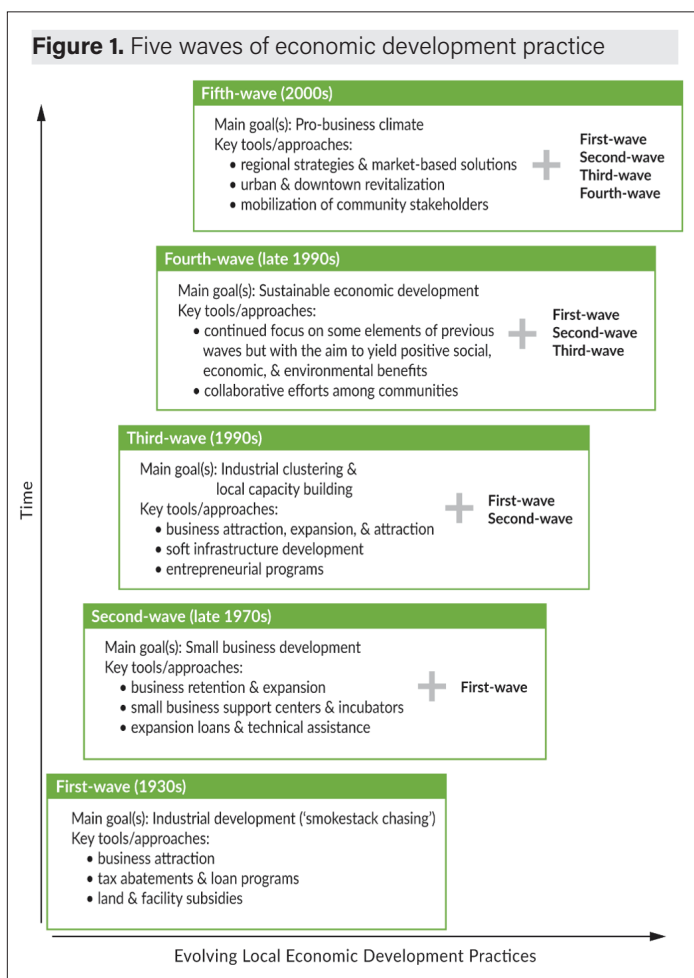 Figure 1. Five waves of economic development practice
Fifth-wave (2000s)
Main goal(s): Pro-business climate
Key tools/approaches:
• regional strategies & market-based solutions
• urban & downtown revitalization
• mobilization of community stakeholders
+
First-wave
Second-wave
Third-wave
Fourth-wave
Fourth-wave (late 1990s)
Main goal(s): Sustainable economic development
Key tools/approaches:
• continued focus on some elements of previous
waves but with the aim to yield positive social,
economic, & environmental benefits
• collaborative efforts among communities
+
First-wave
Second-wave
Third-wave
Third-wave (1990s)
Main goal(s): Industrial clustering &
local capacity building
Key tools/approaches:
• business attraction, expansion, & attraction
• soft infrastructure development
• entrepreneurial programs
+
First-wave
Second-wave
Second-wave (late 1970s)
Main goal(s): Small business development
Key tools/approaches:
• business retention & expansion
• small business support centers & incubators
• expansion loans & technical assistance
+
First-wave
First-wave (1930s)
Main goal(s): Industrial development (‘smokestack chasing’)
Key tools/approaches:
• business attraction
• tax abatements & loan programs
• land & facility subsidies
Time
Evolving Local Economic Development Practices